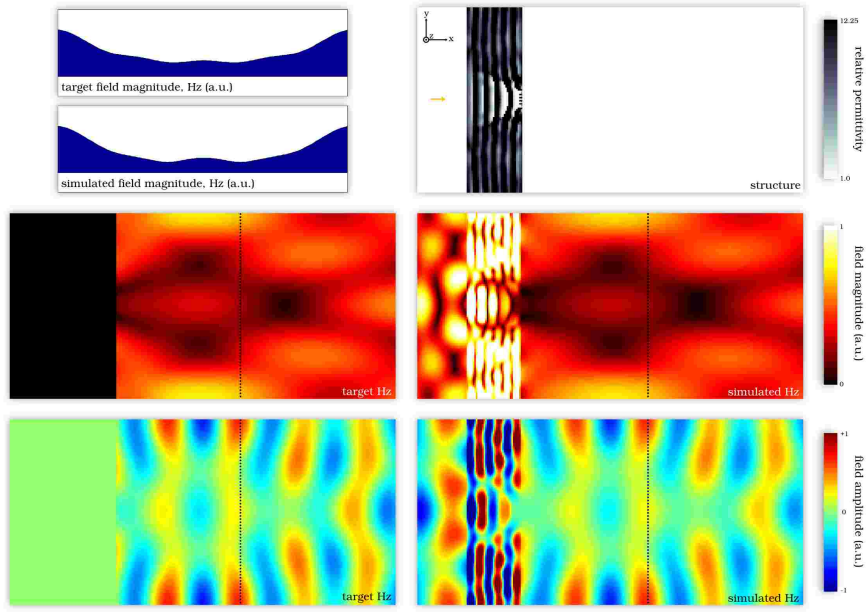 target field magnitude, Hz (a.u.)
simulated field magnitude, Hz (a.u.)
y
z
x
structure
12.25
relative permittivity
1.0
target Hz
simulated Hz
1
field magnitude (a.u.)
0
target Hz
simulated Hz
+1
field amplitude (a.u.)
0
-1